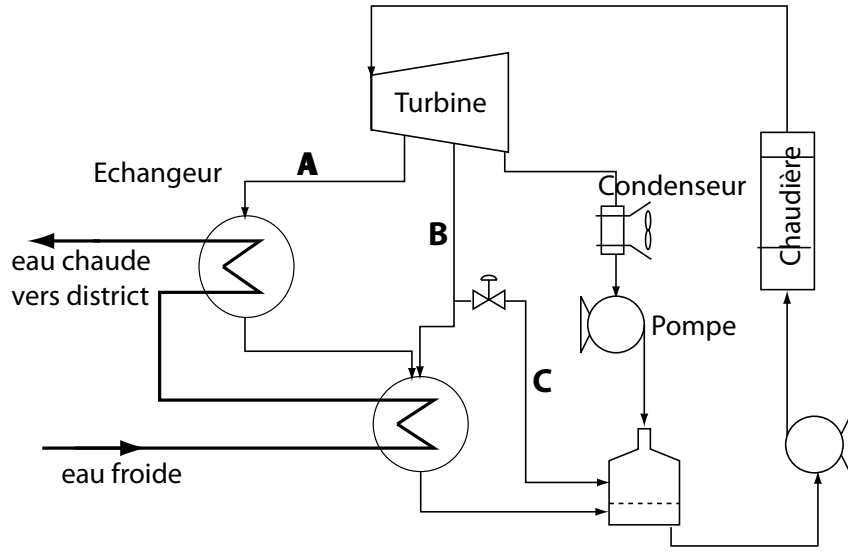 Turbine
A
Echangeur
Condenseur
Chaudière
B
eau chaude
vers district
Pompe
C
eau froide